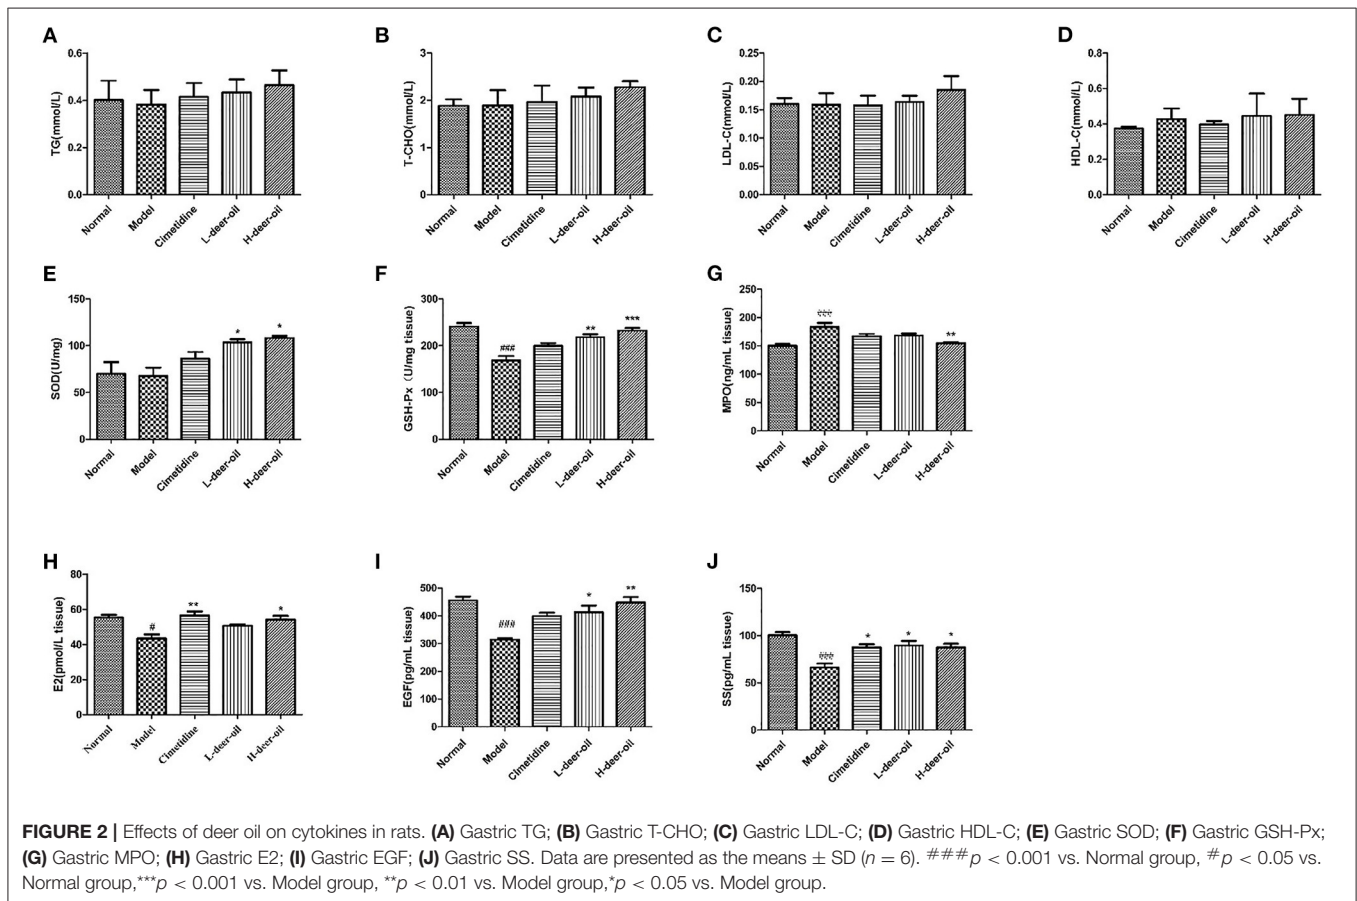 A
B
C
D
TG(mmol/L)
0.6
0.4
0.2
0.0
Normal
Model
Cimetidine
L-deer-oil
H-deer-oil
T-CHO(mmol/L)
3
2
1
0
Normal
Model
Cimetidine
L-deer-oil
H-deer-oil
LDL-C(mmol/L)
0.25
0.20
0.15
0.10
0.05
0.00
Normal
Model
Cimetidine
L-deer-oil
H-deer-oil
HDL-C(mmol/L)
0.8
0.6
0.4
0.2
0.0
Normal
Model
Cimetidine
L-deer-oil
H-deer-oil
E
F
G
SOD(U/mg)
150
100
50
0
* *
Normal
Model
Cimetidine
L-deer-oil
H-deer-oil
GSH-Px（U/mg tissue)
300
200
100
0
### ** ***
Normal
Model
Cimetidine
L-deer-oil
H-deer-oil
MPO(ng/mL tissue)
250
200
150
100
50
0
### **
Normal
Model
Cimetidine
L-deer-oil
H-deer-oil
H
I
J
E2(pmol/L tissue)
80
60
40
20
0
# ** *
Normal
Model
Cimetidine
L-deer-oil
H-deer-oil
EGF(pg/mL tissue)
500
400
300
200
100
0
### * **
Normal
Model
Cimetidine
L-deer-oil
H-deer-oil
SS(pg/mL tissue)
150
100
50
0
### * * *
Normal
Model
Cimetidine
L-deer-oil
H-deer-oil
FIGURE 2 | Effects of deer oil on cytokines in rats. (A) Gastric TG; (B) Gastric T-CHO; (C) Gastric LDL-C; (D) Gastric HDL-C; (E) Gastric SOD; (F) Gastric GSH-Px;
(G) Gastric MPO; (H) Gastric E2; (I) Gastric EGF; (J) Gastric SS. Data are presented as the means ± SD (n = 6). ###p < 0.001 vs. Normal group, #p < 0.05 vs.
Normal group,***p < 0.001 vs. Model group, **p < 0.01 vs. Model group,*p < 0.05 vs. Model group.